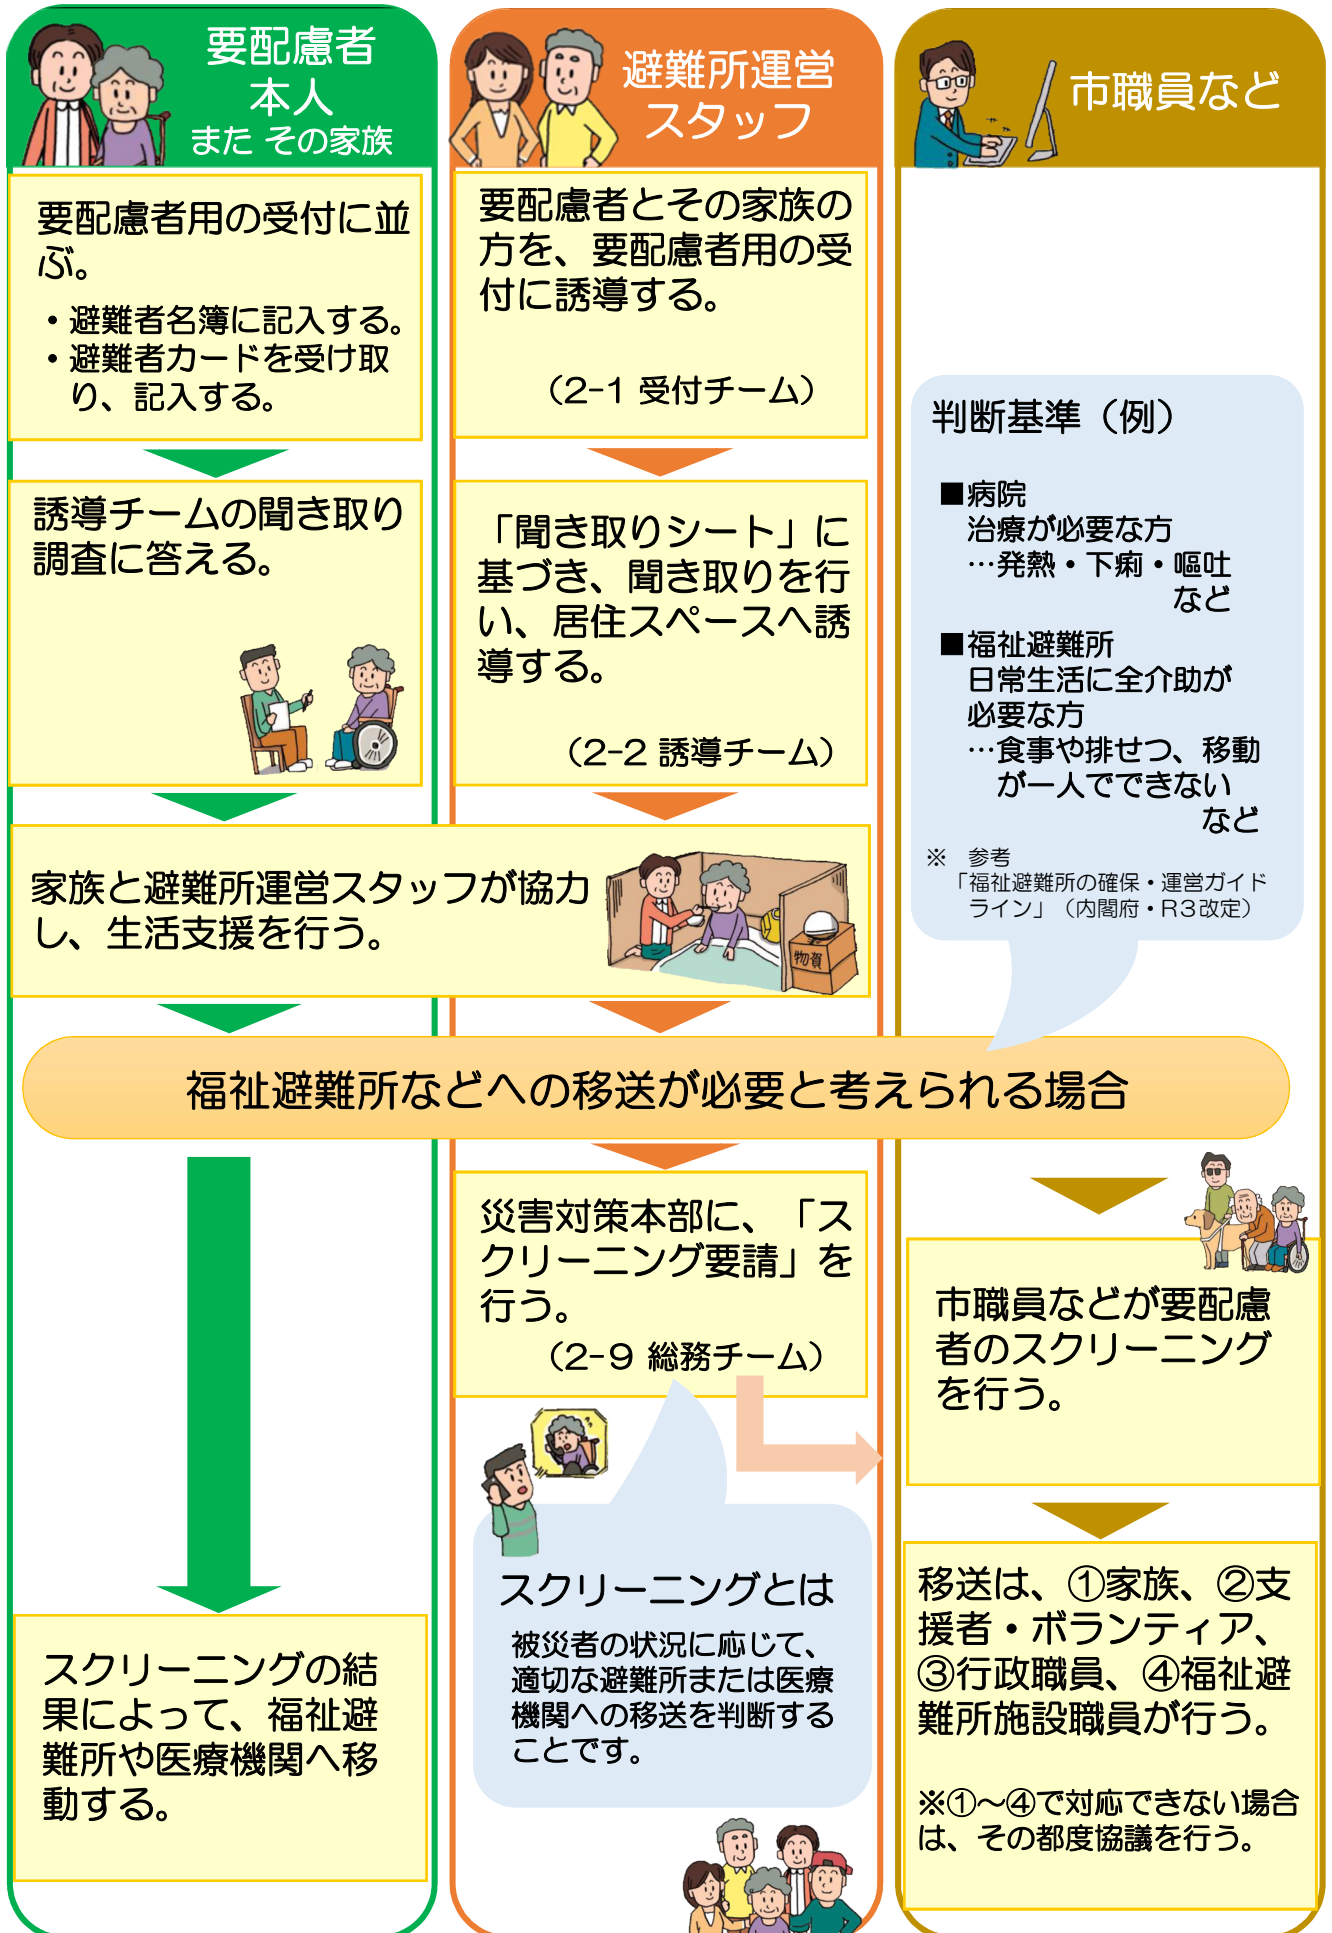 要配慮者
本人
また その家族
要配慮者用の受付に並
ぶ。
・避難者名簿に記入する。
・避難者カードを受け取
り、記入する。
誘導チームの聞き取り
調査に答える。
避難所運営
スタッフ
要配慮者とその家族の
方を、要配慮者用の受
付に誘導する。
（2-1 受付チーム）
「聞き取りシート」に
基づき、聞き取りを行
い、居住スペースへ誘
導する。
（2-2 誘導チーム）
家族と避難所運営スタッフが協力
し、生活支援を行う。
物資
市職員など
判断基準（例）
■病院
治療が必要な方
…発熱・下痢・嘔吐
など
■福祉避難所
日常生活に全介助が
必要な方
…食事や排せつ、移動
が一人でできない
など
※ 参考
「福祉避難所の確保・運営ガイド
ライン」（内閣府・R3改定）
福祉避難所などへの移送が必要と考えられる場合
スクリーニングの結
果によって、福祉避
難所や医療機関へ移
動する。
災害対策本部に、「ス
クリーニング要請」を
行う。
（2-9 総務チーム）
スクリーニングとは
被災者の状況に応じて、
適切な避難所または医療
機関への移送を判断する
ことです。
市職員などが要配慮
者のスクリーニング
を行う。
移送は、①家族、②支
援者・ボランティア、
③行政職員、④福祉避
難所施設職員が行う。
※①～④で対応できない場合
は、その都度協議を行う。